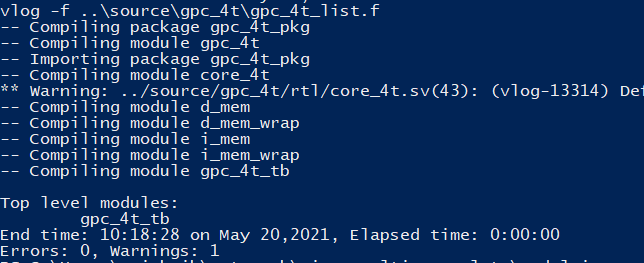 vlog -f ..\source\gpc_4t\gpc_4t_list.f
-- Compiling package gpc_4t_pkg
-- Compiling module gpc_4t
-- Importing package gpc_4t_pkg
-- Compiling module core_4t
** Warning: ../source/gpc_4t/rtl/core_4t.sv(43): (vlog-13314) Def
-- Compiling module d_mem
-- Compiling module d_mem_wrap
-- Compiling module i_mem
-- Compiling module i_mem_wrap
-- Compiling module gpc_4t_tb

Top level modules:
        gpc_4t_tb
End time: 10:18:28 on May 20,2021, Elapsed time: 0:00:00
Errors: 0, Warnings: 1